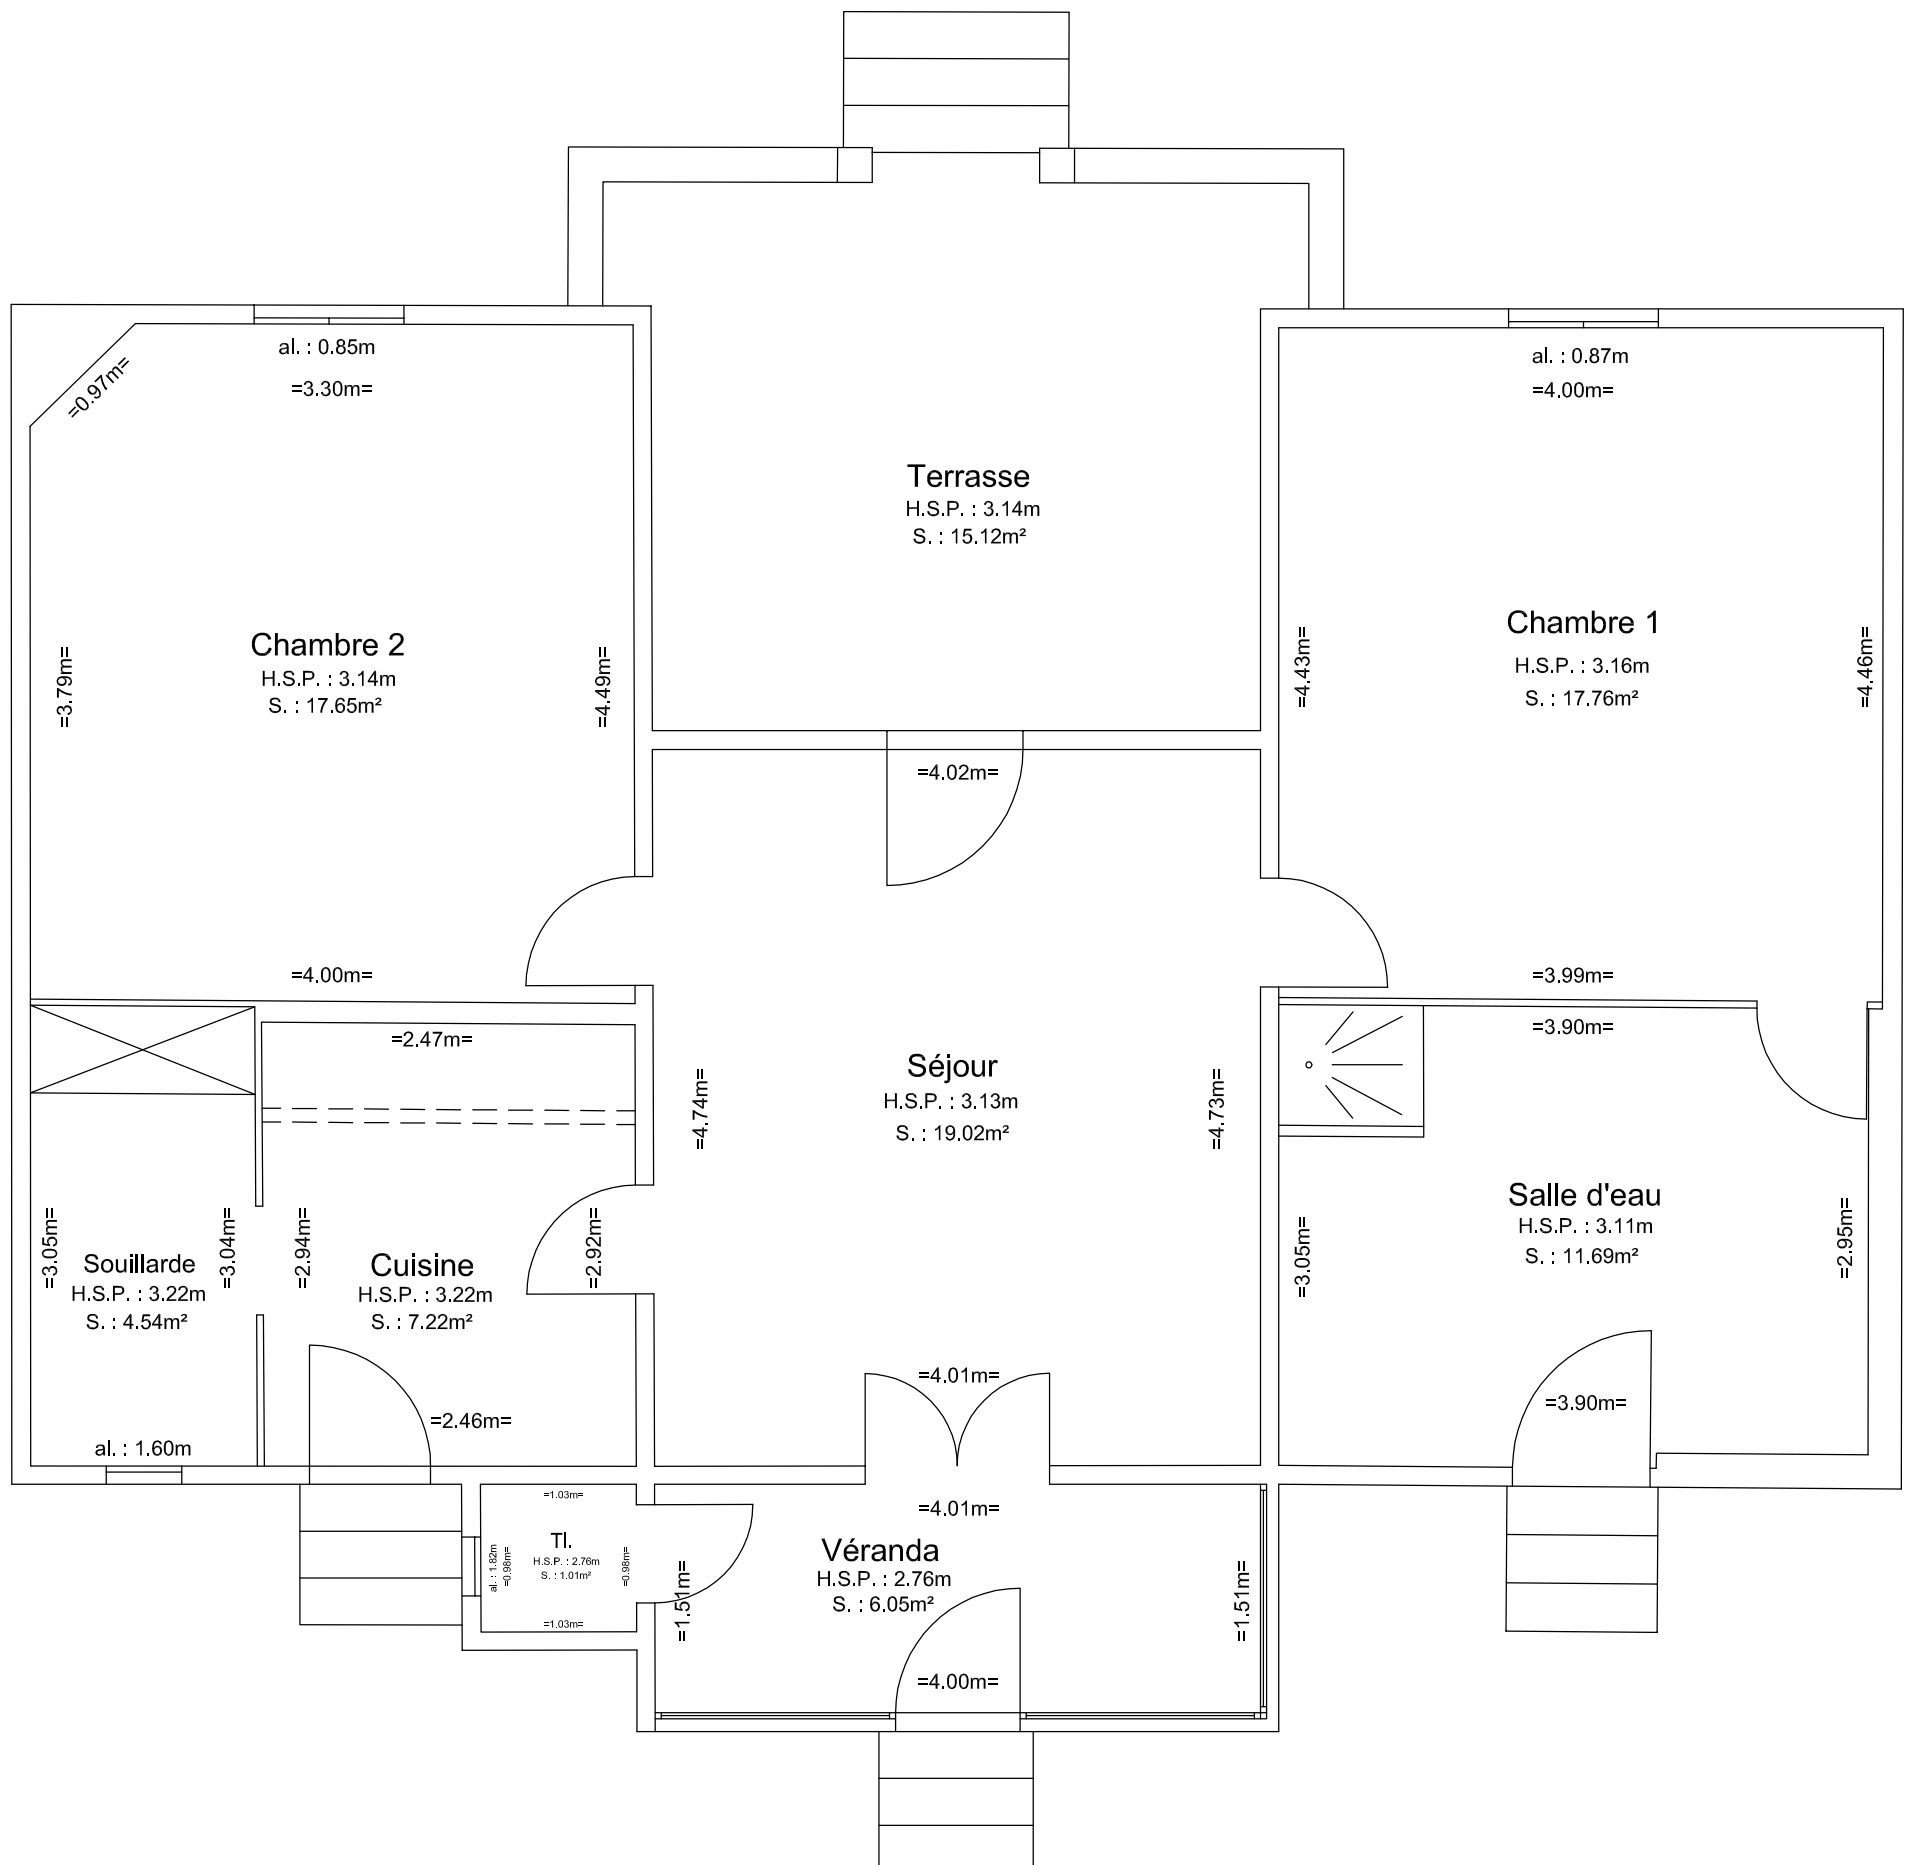 al. : 0.85m
=3.30m=
=0.97m=
al. : 0.87m
=4.00m=
Terrasse
H.S.P. : 3.14m
S. : 15.12m²
Chambre 2
H.S.P. : 3.14m
S. : 17.65m²
=3.79m=
=4.49m=
Chambre 1
H.S.P. : 3.16m
S. : 17.76m²
=4.43m=
=4.46m=
=4.02m=
=4.00m=
=3.99m=
=2.47m=
=3.90m=
Séjour
H.S.P. : 3.13m
S. : 19.02m²
=4.74m=
=4.73m=
Salle d'eau
H.S.P. : 3.11m
S. : 11.69m²
=3.05m=
=2.95m=
=3.05m=
Souillarde
H.S.P. : 3.22m
S. : 4.54m²
=3.04m=
=2.94m=
Cuisine
H.S.P. : 3.22m
S. : 7.22m²
=2.92m=
=4.01m=
=3.90m=
=2.46m=
al. : 1.60m
=1.03m=
=4.01m=
Tl.
H.S.P. : 2.76m
S. : 1.01m²
al. : 1.82m
=0.98m=
=0.98m=
=1.03m=
Véranda
H.S.P. : 2.76m
S. : 6.05m²
=1.51m=
=1.51m=
=4.00m=